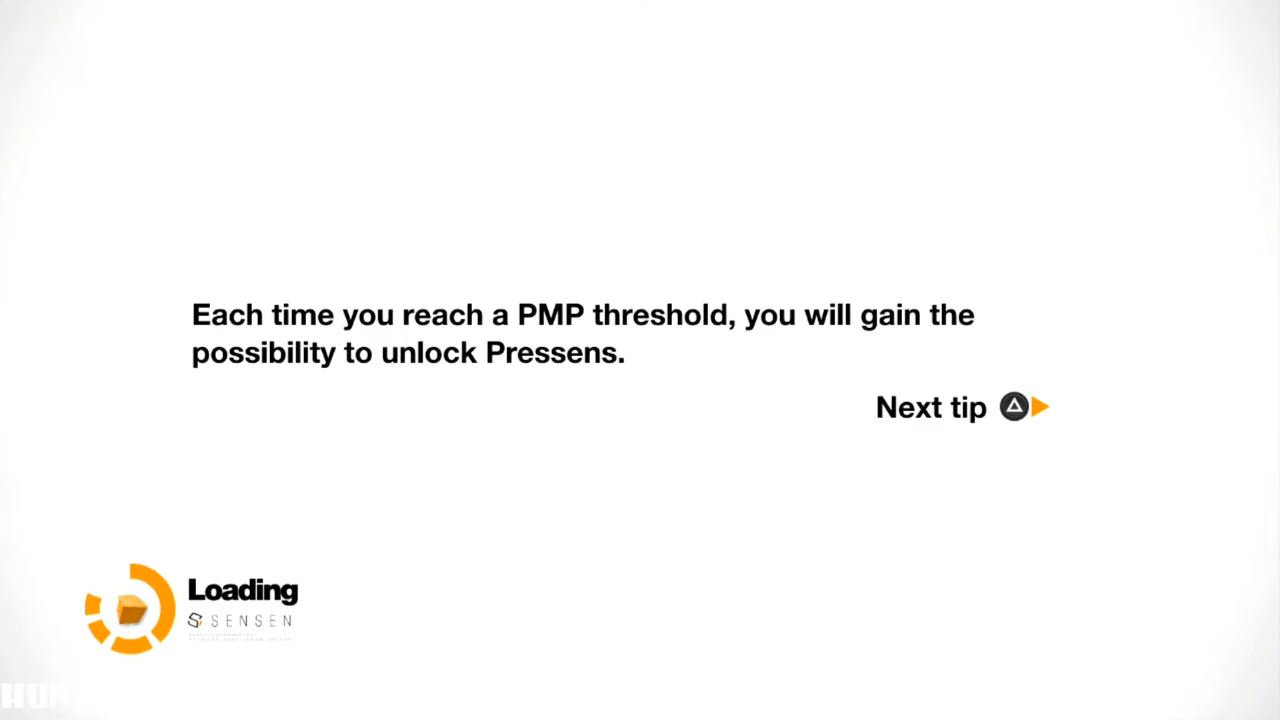 Each time you reach a PMP threshold, you will gain the
possibility to unlock Pressens.
Next tip
Loading
SENSEN